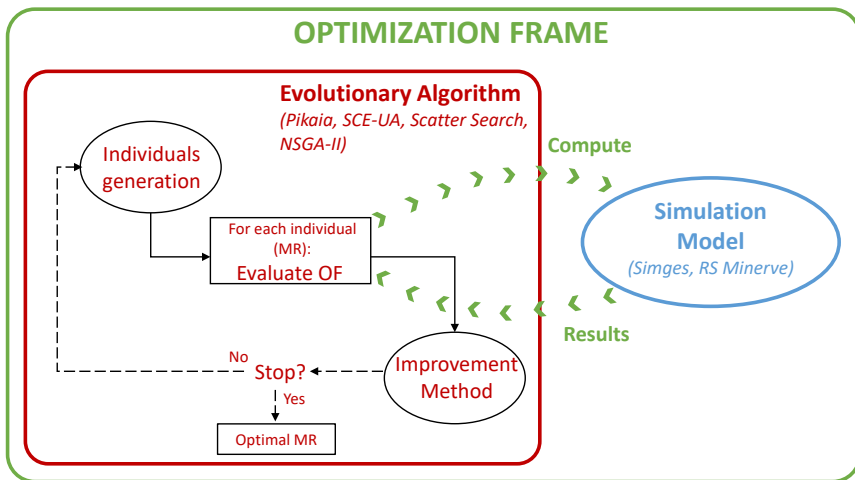 OPTIMIZATION FRAME
Evolutionary Algorithm
(Pikaia, SCE-UA, Scatter Search,
NSGA-II)
Individuals
generation
For each individual
(MR):
Evaluate OF
Compute
Simulation
Model
(Simges, RS Minerve)
Results
Improvement
Method
No
Stop?
Yes
Optimal MR